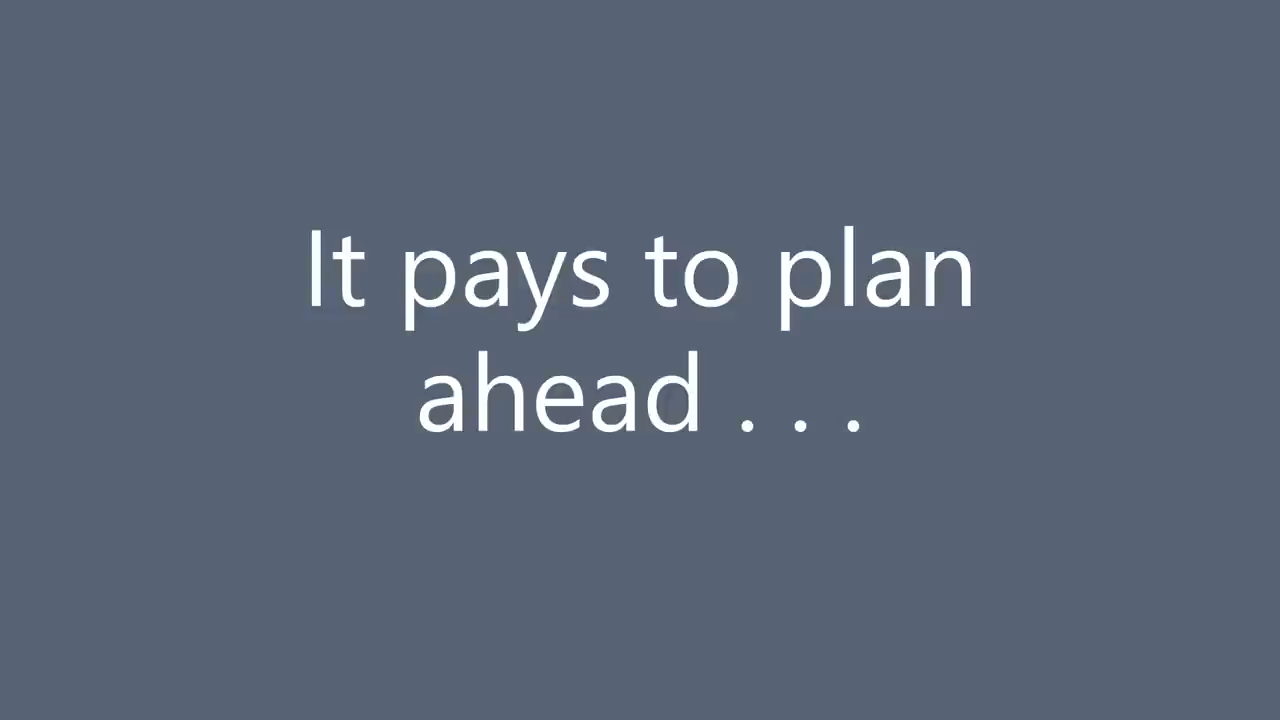 It pays to plan
ahead . . .